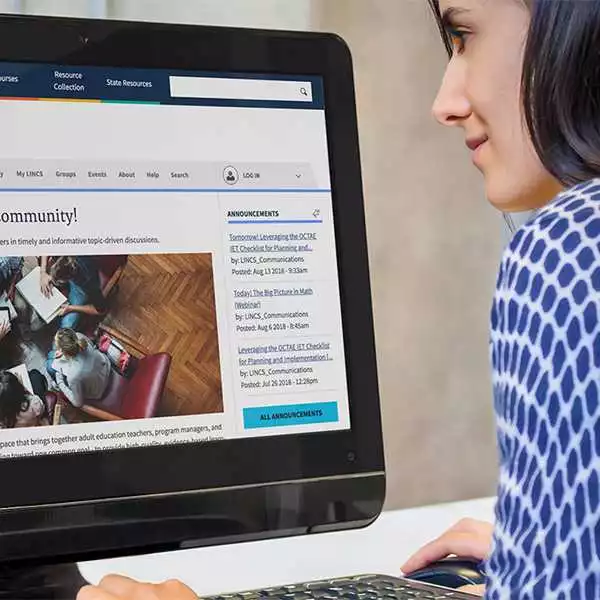 Resource
Collection
State Resources
My LINCS Groups Events About Help Search LOG IN
Community!
ers in timely and informative topic-driven discussions.
ANNOUNCEMENTS
Tomorrow! Leveraging the OCTAE
IET Checklist for Planning and
and...
by: LINCS_Communications
Posted: Aug 13 2018 - 9:33am
Today! The Big Picture in Math
(Webinar)
by: LINCS_Communications
Posted: Aug 6 2018 - 8:45am
Leveraging the OCTAE IET Checklist
for Planning and Implementation [...
by: LINCS_Communications
Posted: Jul 26 2018 - 12:28pm
ALL ANNOUNCEMENTS
pace that brings together adult education teachers, program managers, and